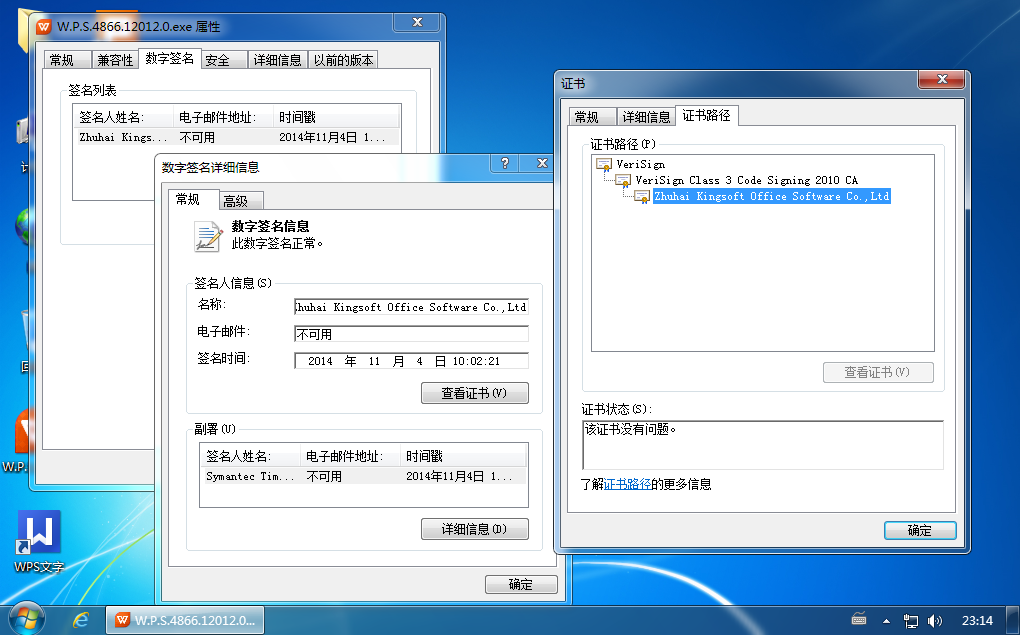 W.P.S.4866.12012.0.exe 属性
常规 兼容性 数字签名 安全 详细信息 以前的版本
签名列表
签名人姓名: 电子邮件地址: 时间戳
Zhuhai Kings... 不可用 2014年11月4日 1...
数字签名详细信息
常规 高级
数字签名信息
此数字签名正常。
签名人信息(S)
名称: Zhuhai Kingsoft Office Software Co.,Ltd
电子邮件: 不可用
签名时间: 2014 年 11 月 4 日 10:02:21
查看证书(V)
副署(U)
签名人姓名: 电子邮件地址: 时间戳
Symantec Tim... 不可用 2014年11月4日 1...
详细信息(D)
确定
证书
常规 详细信息 证书路径
证书路径(P)
VeriSign
VeriSign Class 3 Code Signing 2010 CA
Zhuhai Kingsoft Office Software Co.,Ltd
查看证书(V)
证书状态(S):
该证书没有问题。
了解证书路径的更多信息
确定
W.P.
WPS文字
W.P.S.4866.12012.0...
23:14